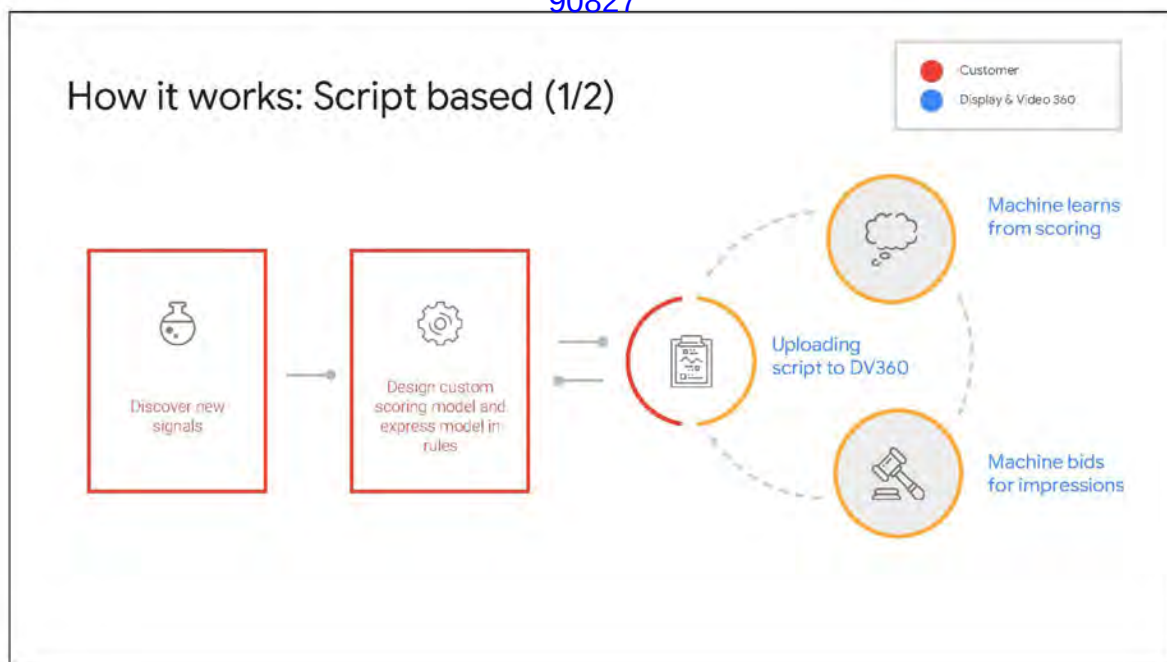 90827
How it works: Script based (1/2)
Customer
Display & Video 360
Discover new
signals
Design custom
scoring model and
express model in
rules
Uploading
script to DV360
Machine learns
from scoring
Machine bids
for impressions